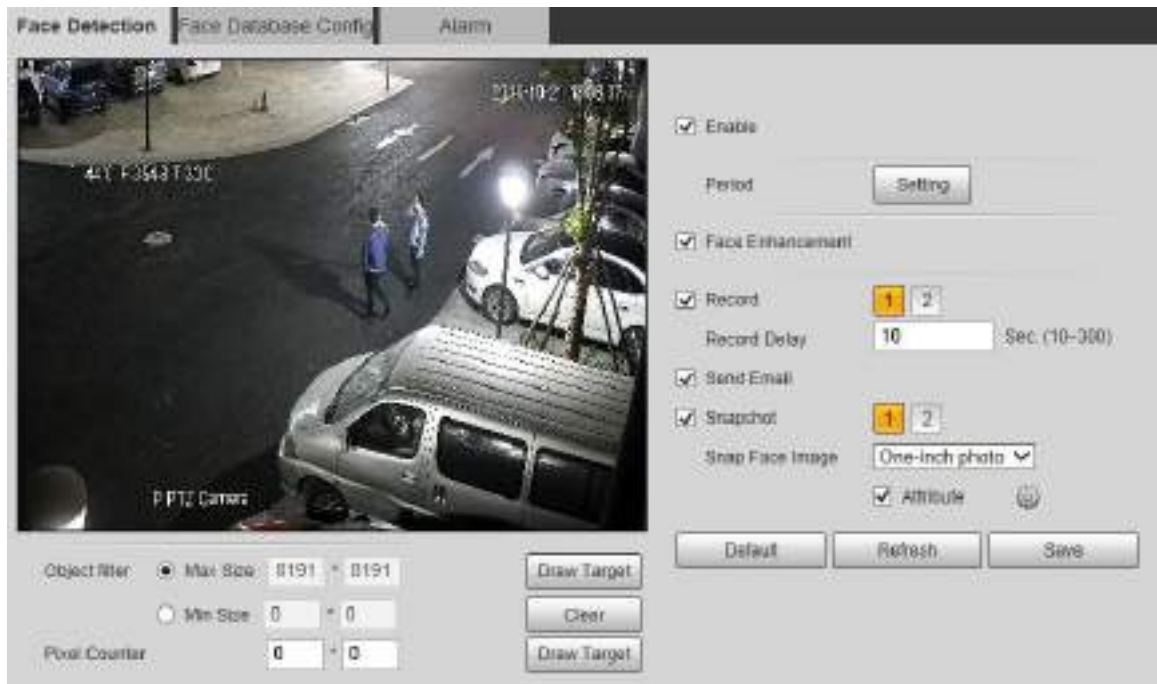 Face Detection
Face Database Config
Alarm
Enable
Period
Setting
Face Enhancement
Record
1 2
Record Delay
10
Sec. (10~300)
Send Email
Snapshot
1 2
Snap Face Image
One-inch photo
Attribute
Default
Refresh
Save
PTZ Camera
Object filter
Max Size 8191 * 8191
Draw Target
Min Size 0 * 0
Clear
Pixel Counter 0 * 0
Draw Target